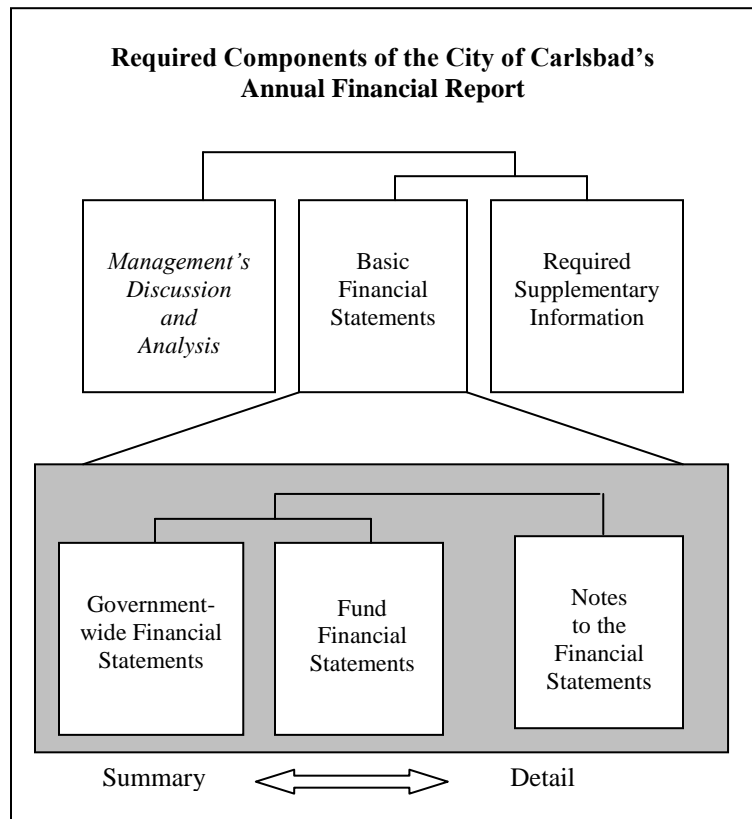 Required Components of the City of Carlsbad's
Annual Financial Report
Management's
Discussion
and
Analysis
Basic
Financial
Statements
Required
Supplementary
Information
Government-
wide Financial
Statements
Fund
Financial
Statements
Notes
to the
Financial
Statements
Summary
Detail